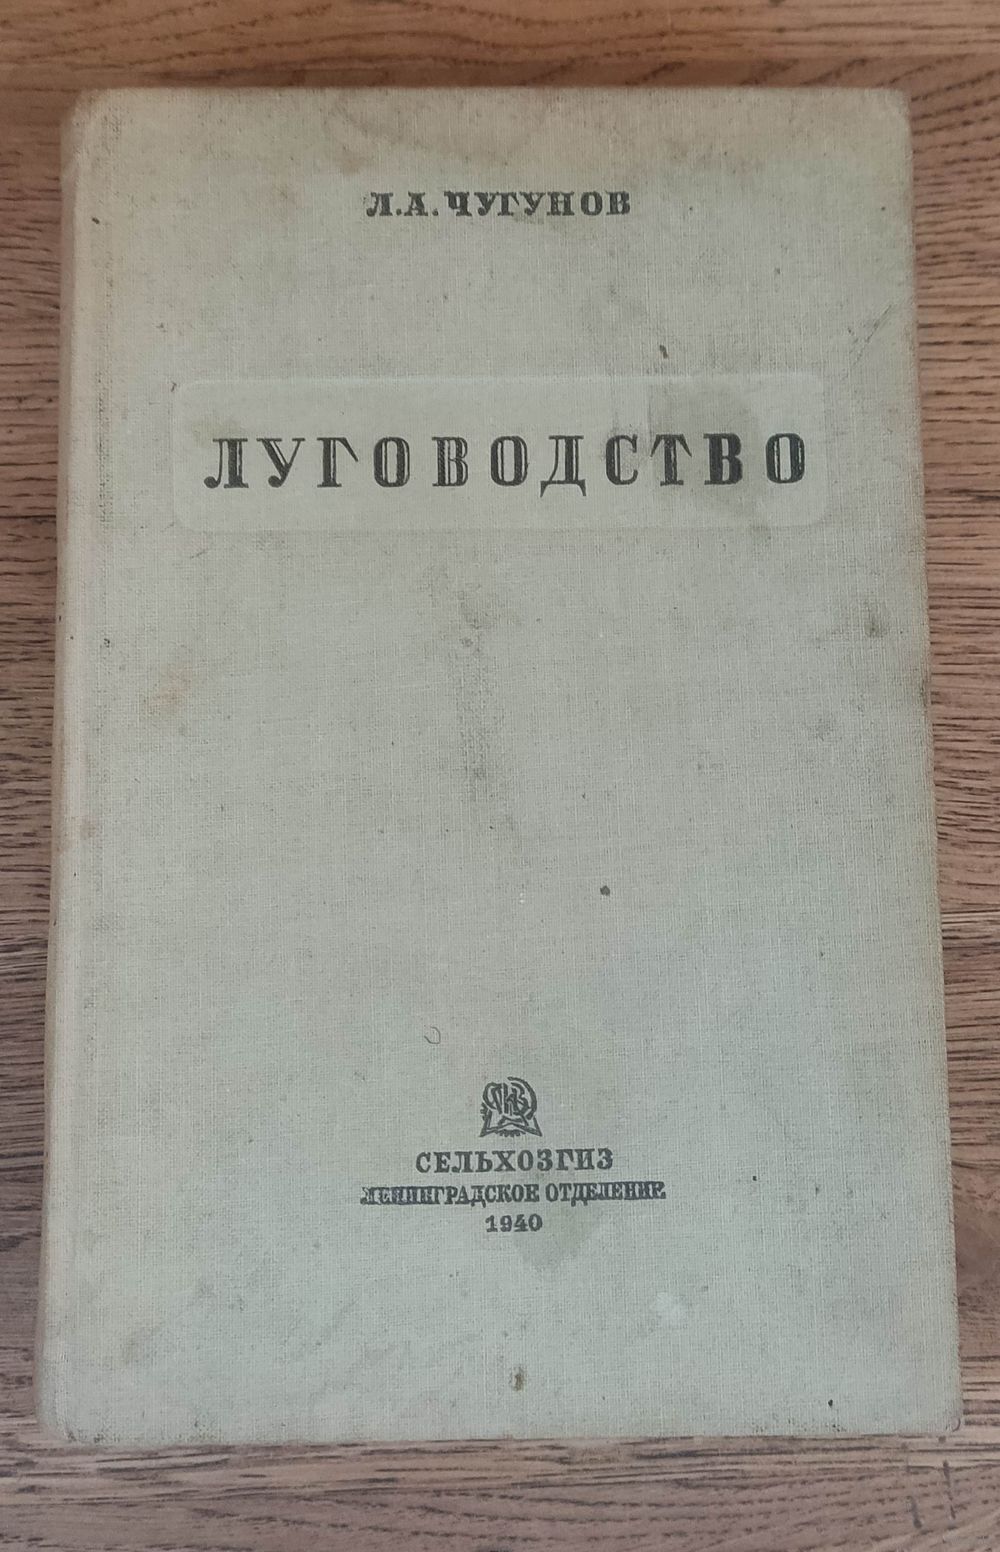 Л.А.ЧУГУНОВ
ЛУГОВОДСТВО
СЕЛЬХОЗГИЗ
ЛЕНИНГРАДСКОЕ ОТДЕЛЕНИЕ
1940